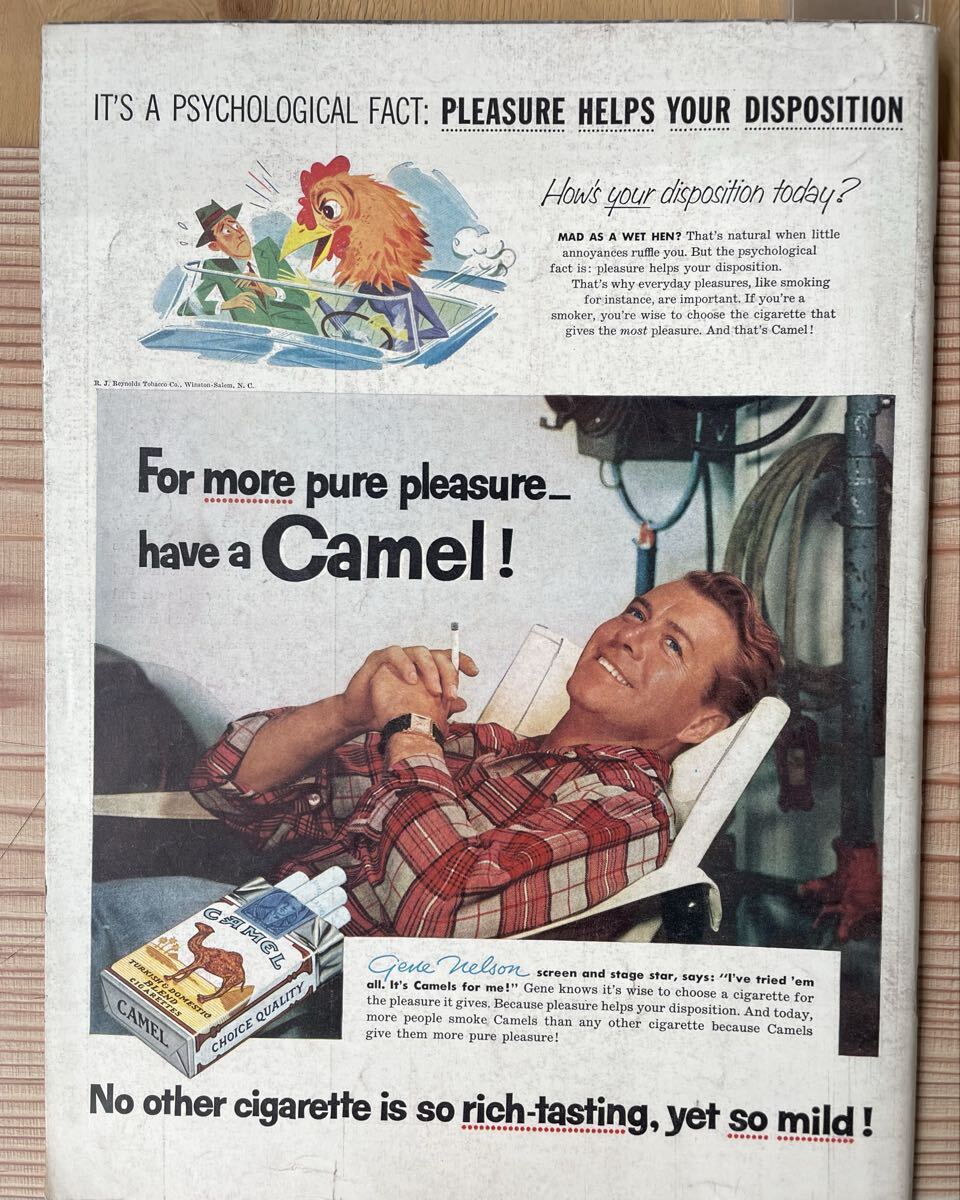 IT'S A PSYCHOLOGICAL FACT: PLEASURE HELPS YOUR DISPOSITION
How's your disposition today?
MAD AS A WET HEN? That's natural when little
annoyances ruffle you. But the psychological
fact is: pleasure helps your disposition.
That's why everyday pleasures, like smoking
for instance, are important. If you're a
smoker, you're wise to choose the cigarette that
gives the most pleasure. And that's Camel!
R. J. Reynolds Tobacco Co., Winston-Salem, N. C.
For more pure pleasure—
have a Camel!
CAMEL
TURKISH & DOMESTIC
BLEND
CIGARETTES
CAMEL
CHOICE QUALITY
Gene Nelson screen and stage star, says: "I've tried 'em
all. It's Camels for me!" Gene knows it's wise to choose a cigarette for
the pleasure it gives. Because pleasure helps your disposition. And today,
more people smoke Camels than any other cigarette because Camels
give them more pure pleasure!
No other cigarette is so rich-tasting, yet so mild!